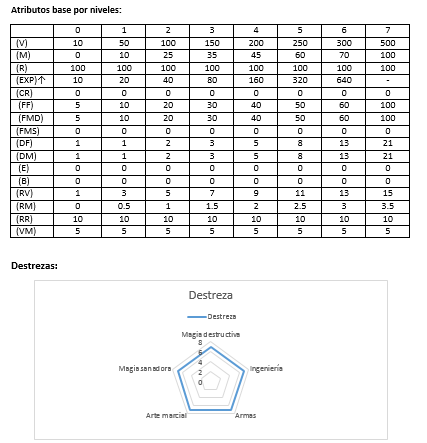 Atributos base por niveles:
0 1 2 3 4 5 6 7
(V) 10 50 100 150 200 250 300 500
(M) 0 10 25 35 45 60 70 100
(R) 100 100 100 100 100 100 100 100
(EXP)↑ 10 20 40 80 160 320 640 -
(CR) 0 0 0 0 0 0 0 0
(FF) 5 10 20 30 40 50 60 100
(FMD) 5 10 20 30 40 50 60 100
(FMS) 0 0 0 0 0 0 0 0
(DF) 1 1 2 3 5 8 13 21
(DM) 1 1 2 3 5 8 13 21
(E) 0 0 0 0 0 0 0 0
(B) 0 0 0 0 0 0 0 0
(RV) 1 3 5 7 9 11 13 15
(RM) 0 0.5 1 1.5 2 2.5 3 3.5
(RR) 10 10 10 10 10 10 10 10
(VM) 5 5 5 5 5 5 5 5
Destrezas:
Destreza
Destreza
Magia destructiva
8
6
Magia sanadora 4 Ingeniería
2
0
Arte marcial Armas